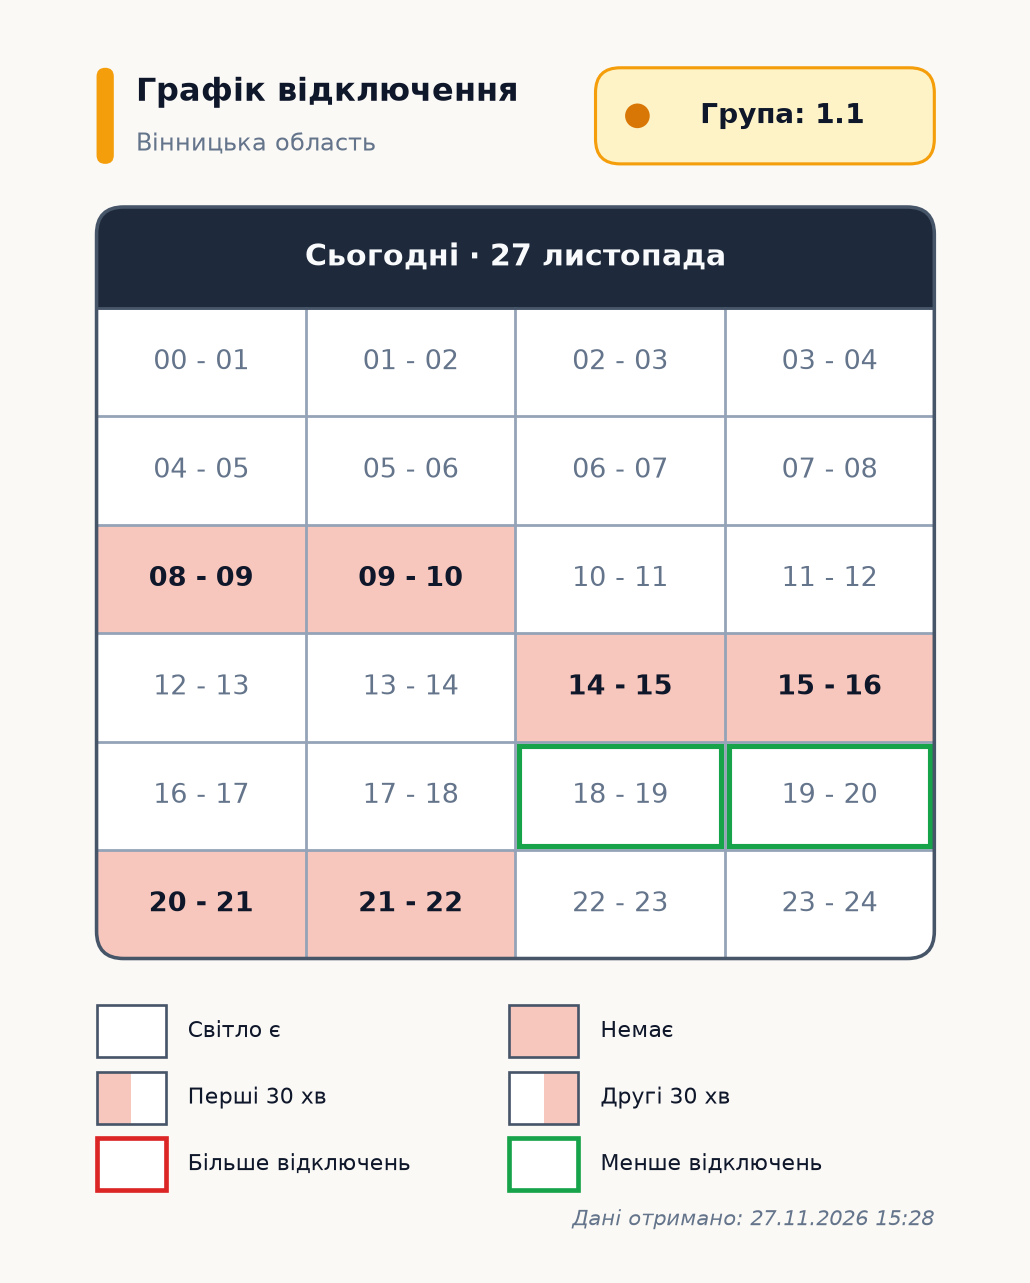 Графік відключення
Вінницька область
Група: 1.1
Сьогодні · 27 листопада
00 - 01 01 - 02 02 - 03 03 - 04
04 - 05 05 - 06 06 - 07 07 - 08
08 - 09 09 - 10 10 - 11 11 - 12
12 - 13 13 - 14 14 - 15 15 - 16
16 - 17 17 - 18 18 - 19 19 - 20
20 - 21 21 - 22 22 - 23 23 - 24
Світло є Немає
Перші 30 хв Другі 30 хв
Більше відключень Менше відключень
Дані отримано: 27.11.2026 15:28